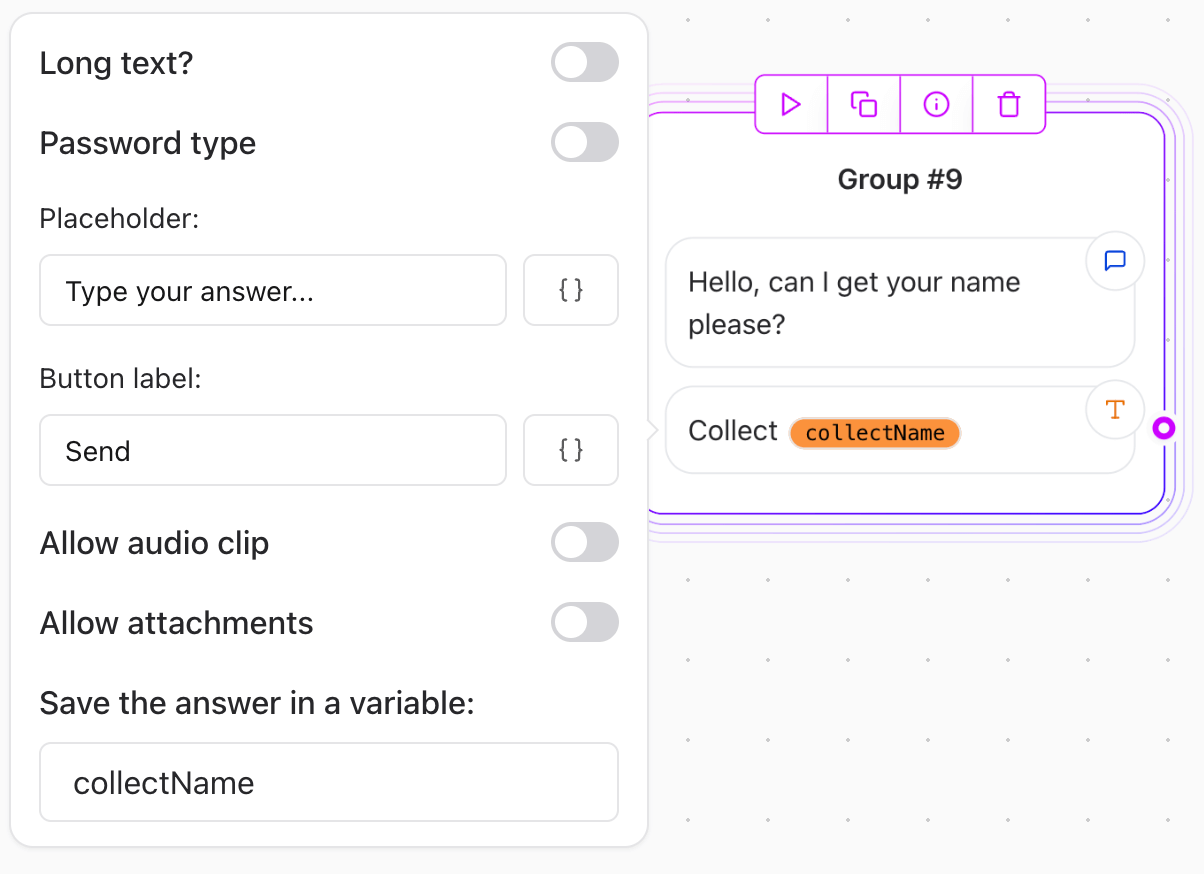 Long text?
Password type
Placeholder:
Type your answer...
{}
Button label:
Send
{}
Allow audio clip
Allow attachments
Save the answer in a variable:
collectName
Group #9
Hello, can I get your name
please?
Collect collectName